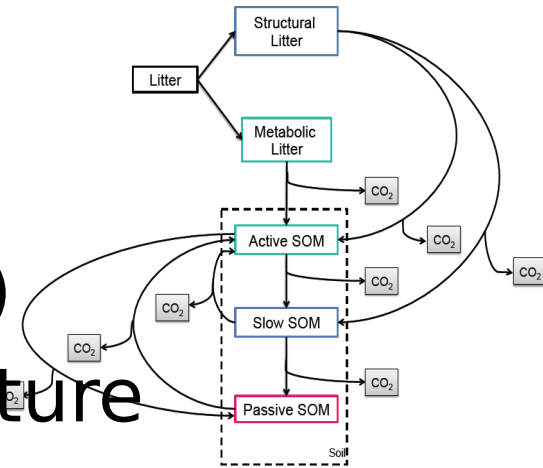 Structural
Litter
Litter
Metabolic
Litter
CO₂
Active SOM
CO₂
CO₂
CO₂
CO₂
Slow SOM
CO₂
CO₂
Passive SOM
Soil
)
ture